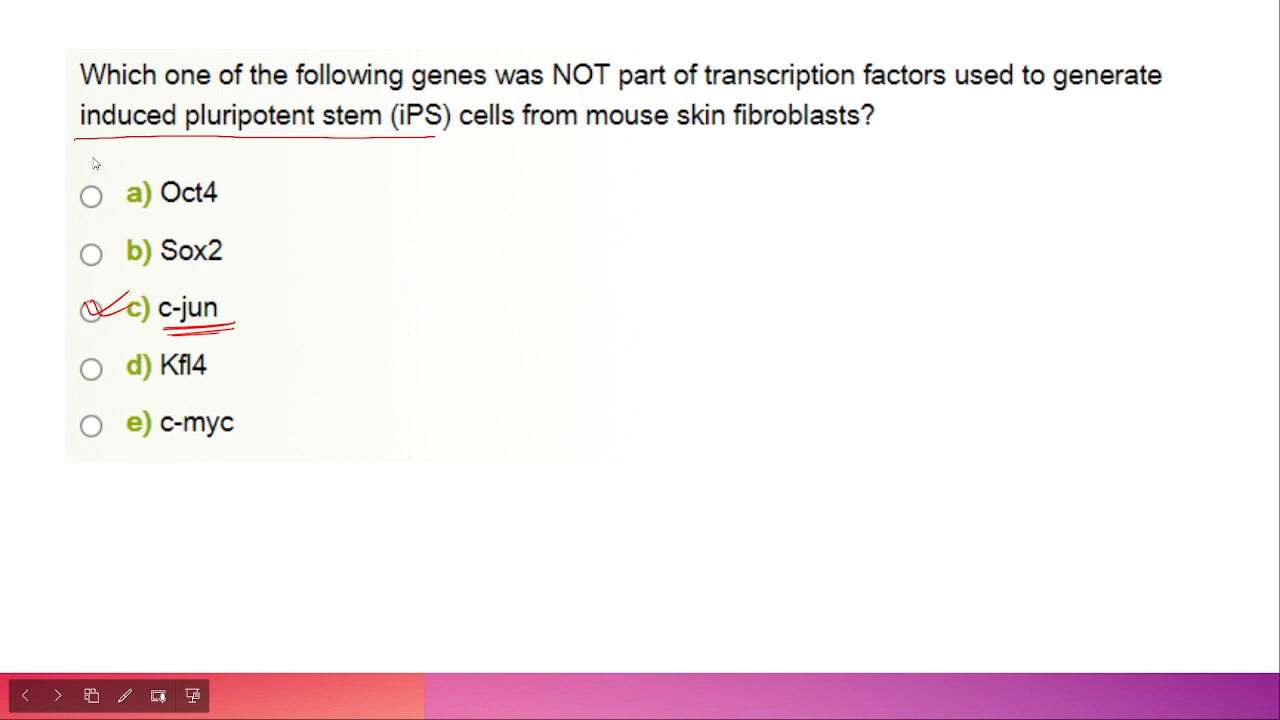 Which one of the following genes was NOT part of transcription factors used to generate
induced pluripotent stem (iPS) cells from mouse skin fibroblasts?
a) Oct4
b) Sox2
c) c-jun
d) Kfl4
e) c-myc